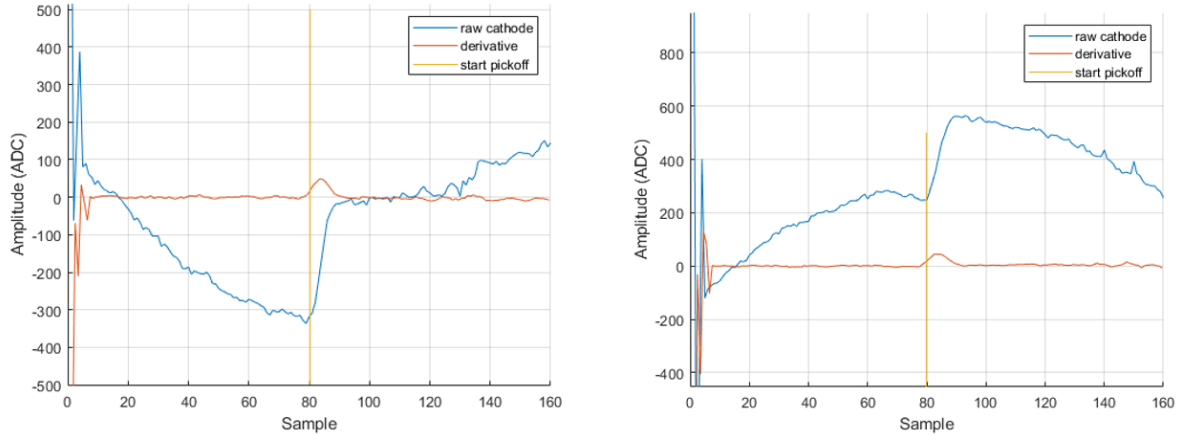 500
400
300
200
100
0
-100
-200
-300
-400
-500
Amplitude (ADC)
0 20 40 60 80 100 120 140 160
Sample
raw cathode
derivative
start pickoff
800
600
400
200
0
-200
-400
Amplitude (ADC)
0 20 40 60 80 100 120 140 160
Sample
raw cathode
derivative
start pickoff